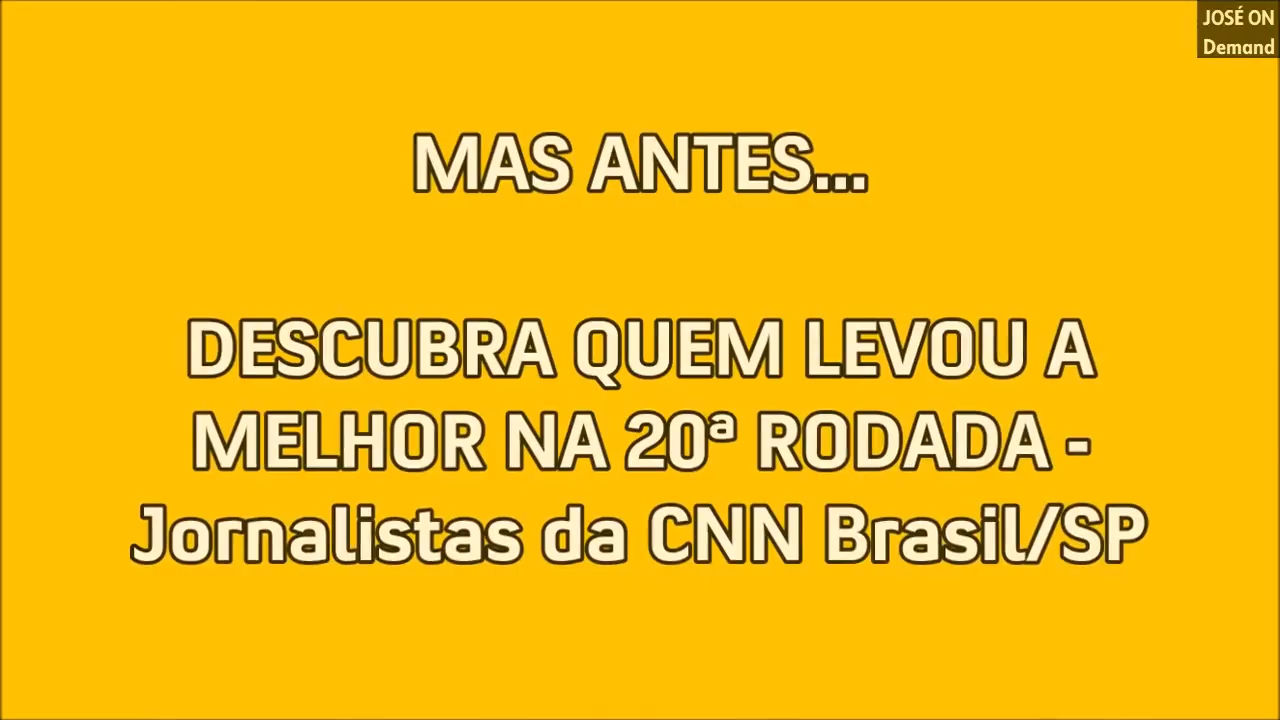 JOSÉ ON
Demand
MAS ANTES...
DESCUBRA QUEM LEVOU A
MELHOR NA 20ª RODADA -
Jornalistas da CNN Brasil/SP